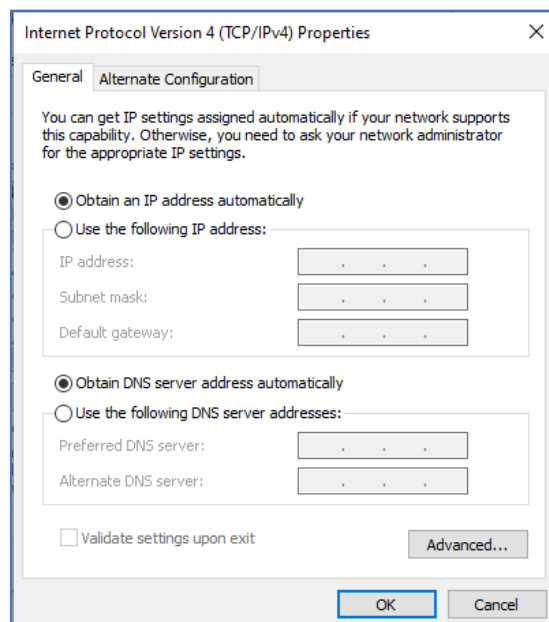 Internet Protocol Version 4 (TCP/IPv4) Properties
General
Alternate Configuration
You can get IP settings assigned automatically if your network supports
this capability. Otherwise, you need to ask your network administrator
for the appropriate IP settings.
Obtain an IP address automatically
Use the following IP address:
IP address:
Subnet mask:
Default gateway:
Obtain DNS server address automatically
Use the following DNS server addresses:
Preferred DNS server:
Alternate DNS server:
Validate settings upon exit
Advanced...
OK
Cancel